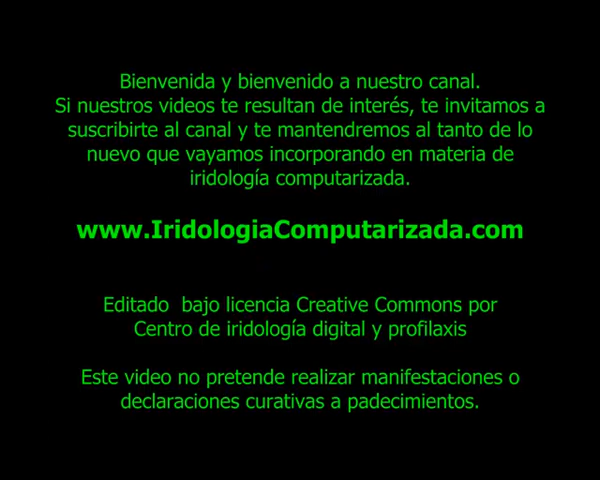 Bienvenida y bienvenido a nuestro canal.
Si nuestros videos te resultan de interés, te invitamos a
suscribirte al canal y te mantendremos al tanto de lo
nuevo que vayamos incorporando en materia de
iridología computarizada.
www.IridologiaComputarizada.com
Editado  bajo licencia Creative Commons por
Centro de iridología digital y profilaxis
Este video no pretende realizar manifestaciones o
declaraciones curativas a padecimientos.